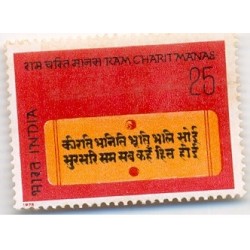 राम चरित मानस RAM CHARIT MANAS
25
कीरति भनिति भूति भलि सोई
सुरसरि सम सब कहँ हित होई
भारत INDIA